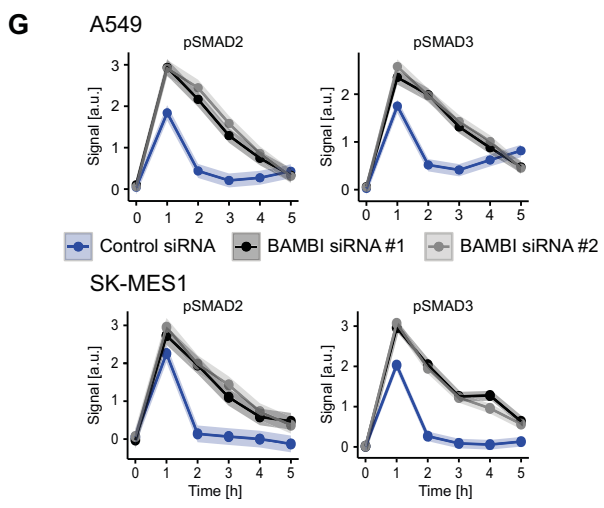 G
A549
pSMAD2
pSMAD3
Signal [a.u.]
3
2
1
0
0 1 2 3 4 5
Signal [a.u.]
2
1
0
0 1 2 3 4 5
Control siRNA BAMBI siRNA #1 BAMBI siRNA #2
SK-MES1
pSMAD2
pSMAD3
Signal [a.u.]
3
2
1
0
0 1 2 3 4 5
Time [h]
Signal [a.u.]
3
2
1
0
0 1 2 3 4 5
Time [h]